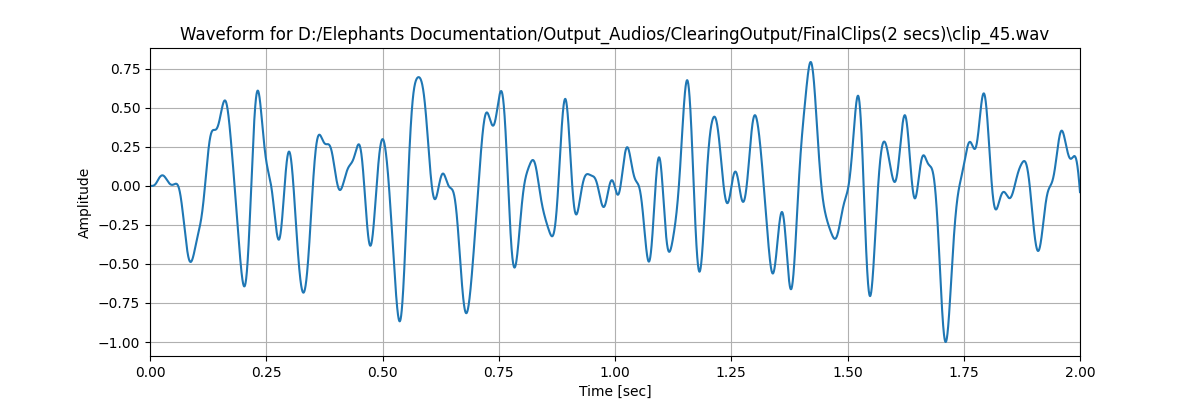 Waveform for D:/Elephants Documentation/Output_Audios/ClearingOutput/FinalClips(2 secs)\clip_45.wav
0.75
0.50
0.25
0.00
−0.25
−0.50
−0.75
−1.00
Amplitude
0.00 0.25 0.50 0.75 1.00 1.25 1.50 1.75 2.00
Time [sec]